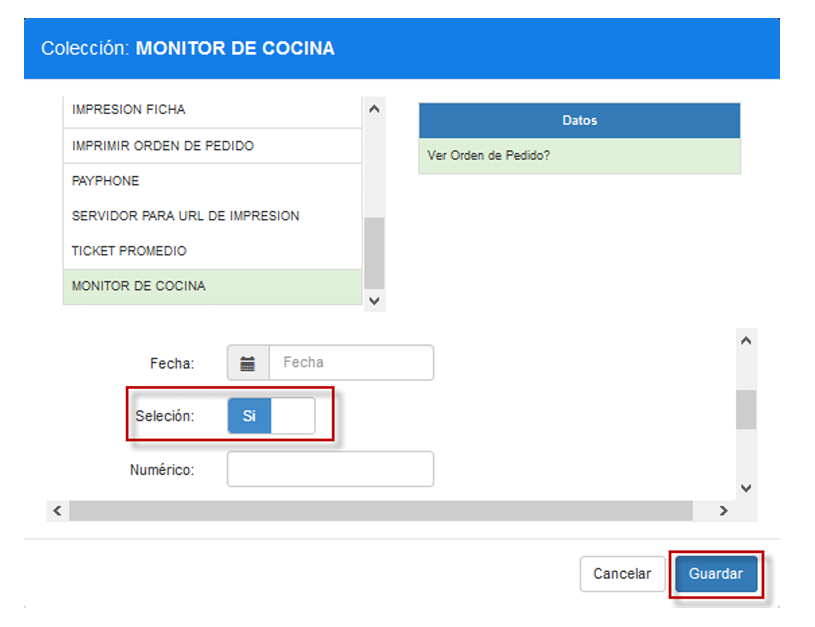 Colección: MONITOR DE COCINA
IMPRESION FICHA
IMPRIMIR ORDEN DE PEDIDO
PAYPHONE
SERVIDOR PARA URL DE IMPRESION
TICKET PROMEDIO
MONITOR DE COCINA
Datos
Ver Orden de Pedido?
Fecha: Fecha
Seleción: Si
Numérico:
Cancelar Guardar